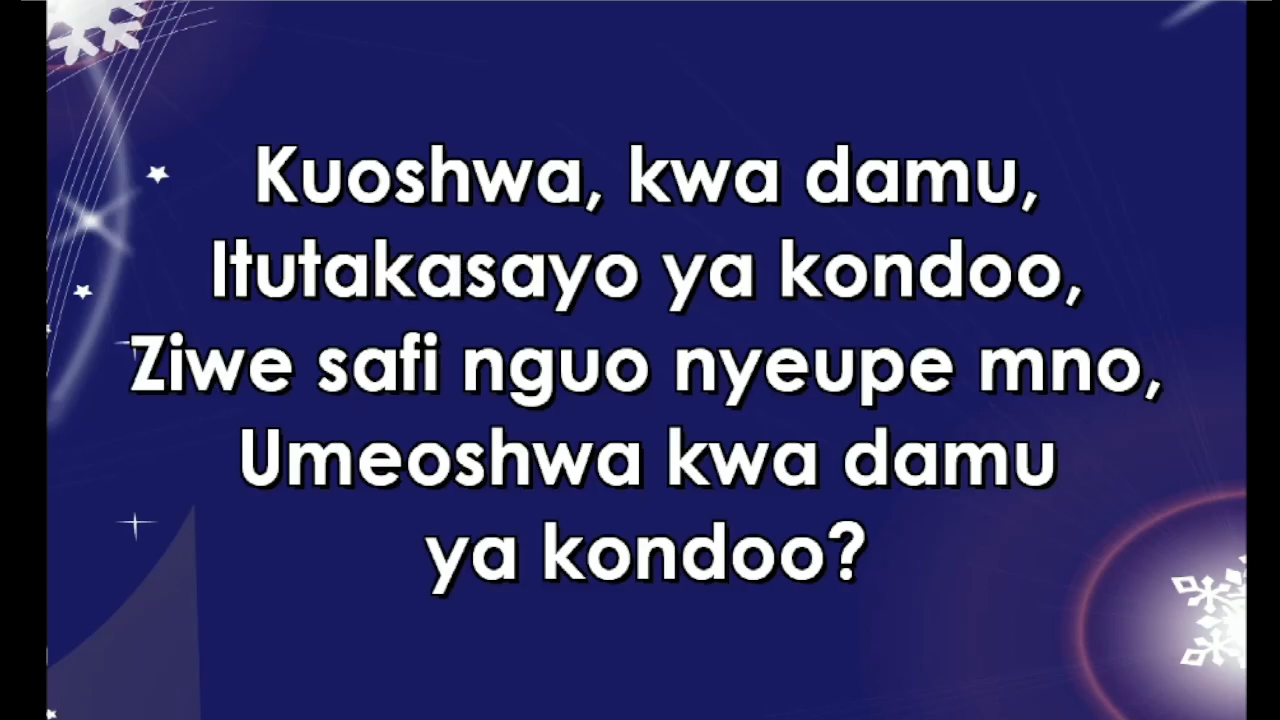 Kuoshwa, kwa damu,
Itutakasayo ya kondoo,
Ziwe safi nguo nyeupe mno,
Umeoshwa kwa damu
ya kondoo?